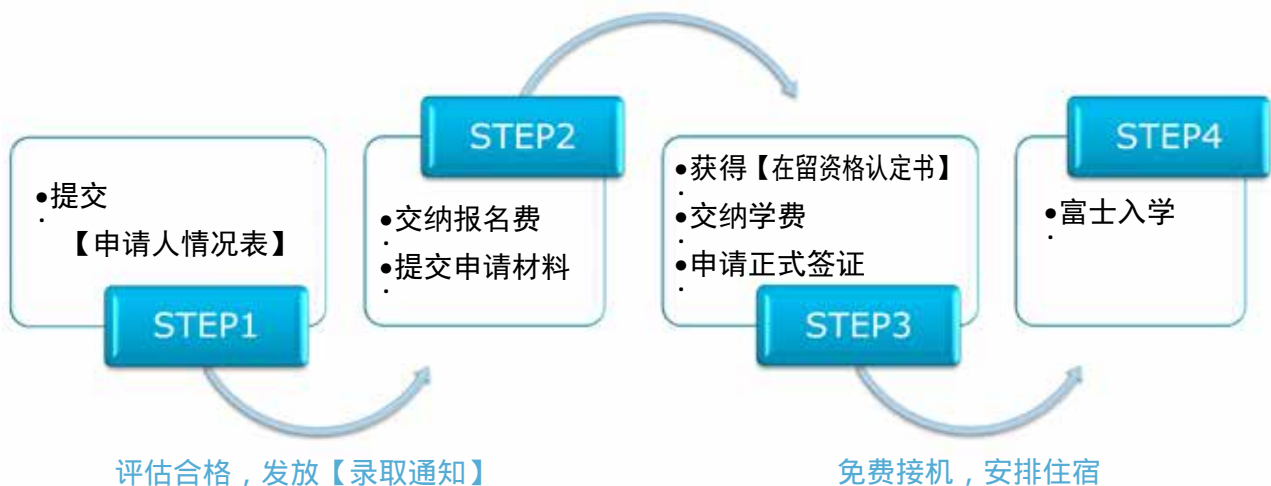 STEP1
•提交
【申请人情况表】
评估合格，发放【录取通知】
STEP2
•交纳报名费
•提交申请材料
STEP3
•获得【在留资格认定书】
•交纳学费
•申请正式签证
免费接机，安排住宿
STEP4
•富士入学